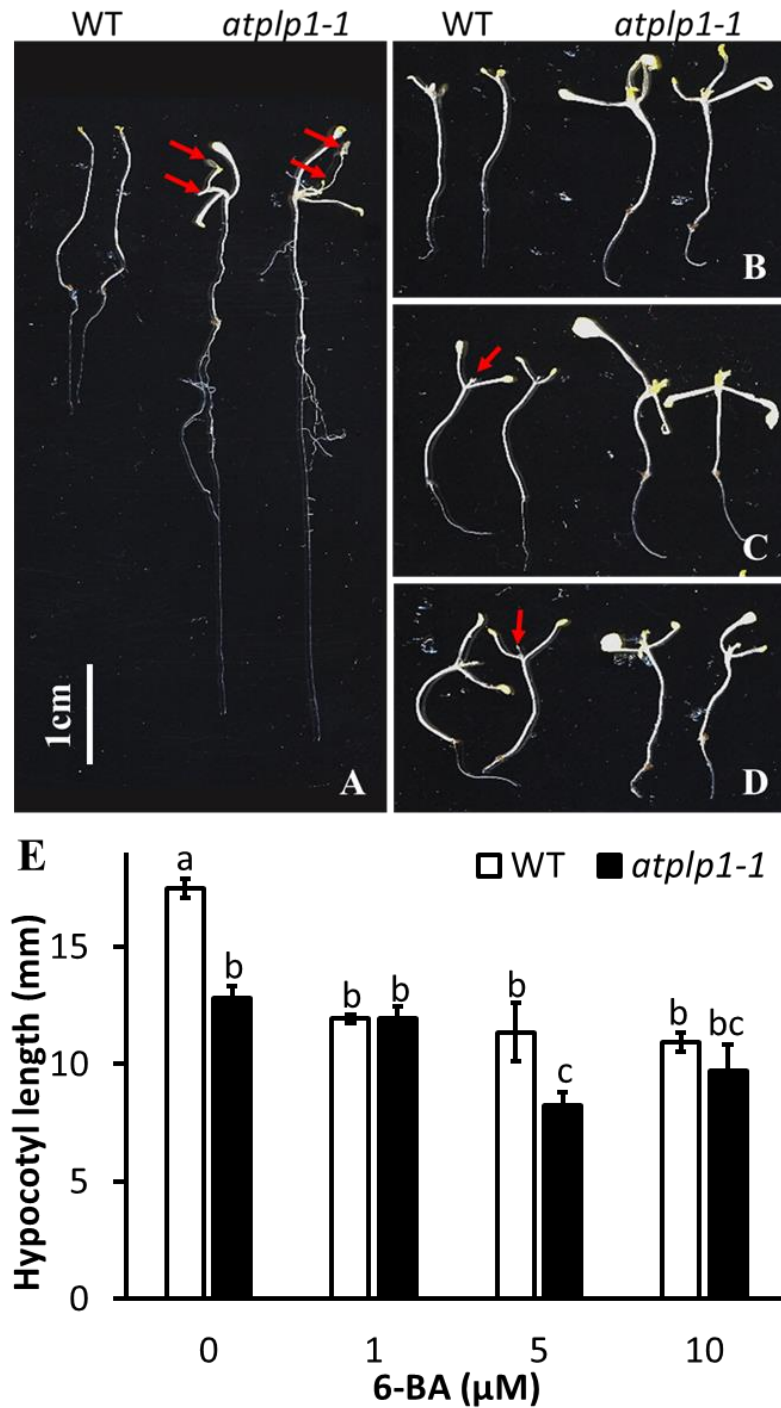 WT atplp1-1 WT atplp1-1
B
C
1cm
A
D
E
WT atplp1-1
a
b
b
b
b
c
b
bc
Hypocotyl length (mm)
15
10
5
0
0 1 5 10
6-BA (μM)